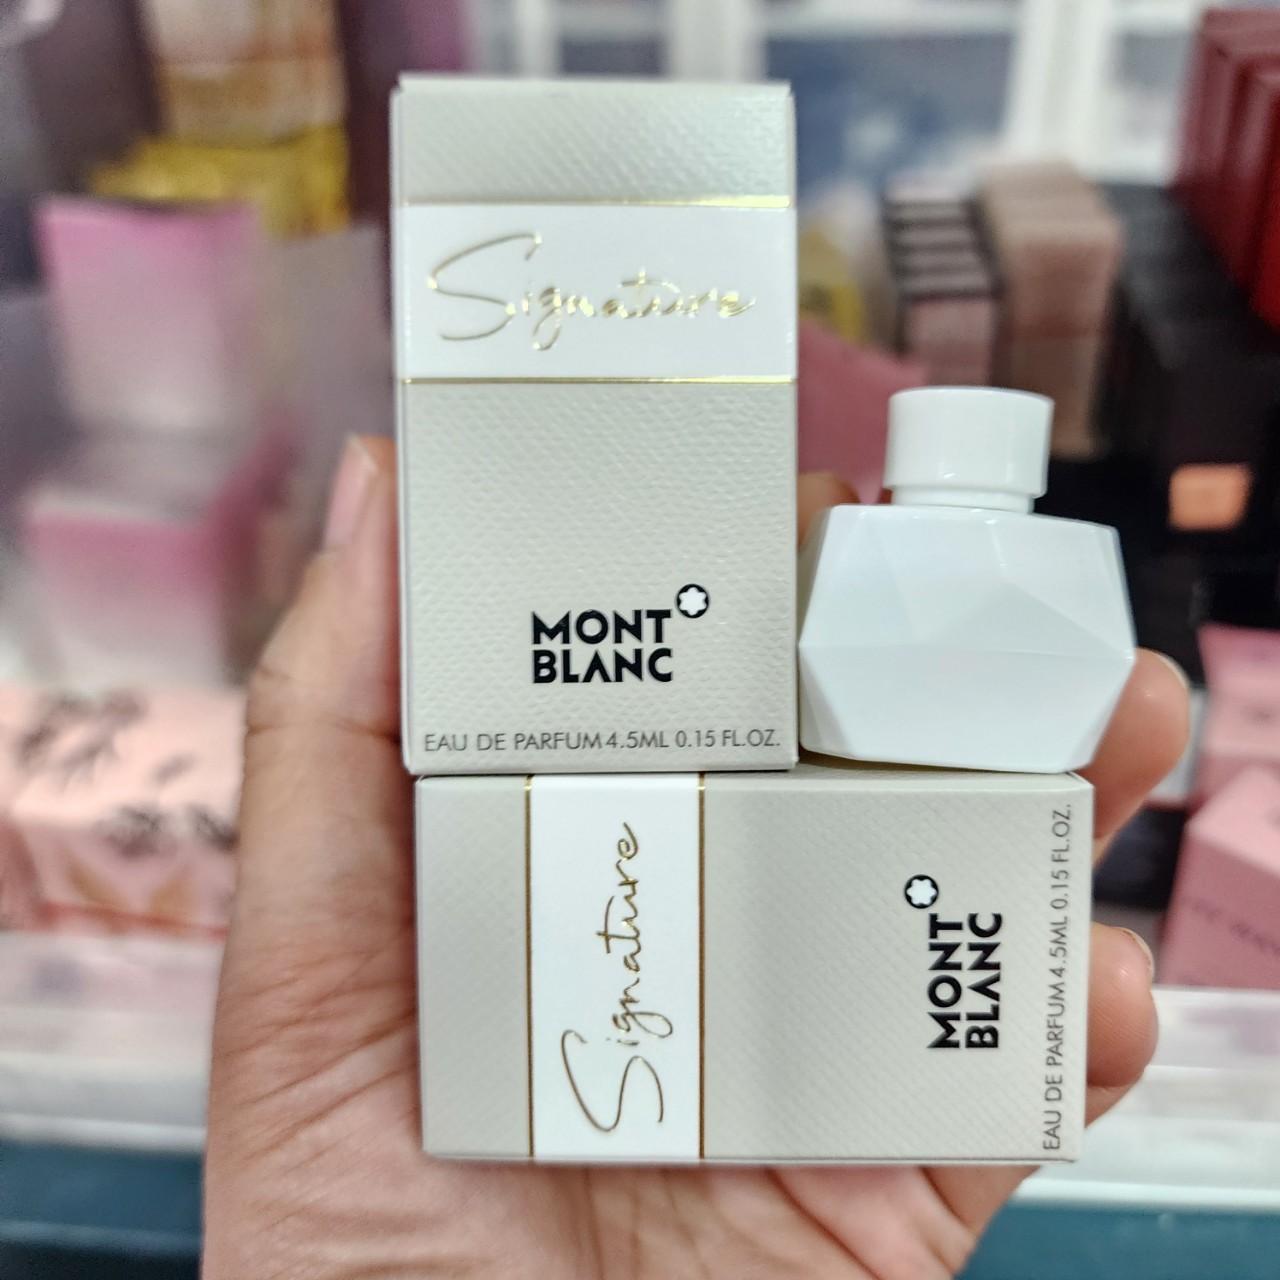 Signature
MONT
BLANC
EAU DE PARFUM 4.5ML 0.15 FL.OZ.
Signature
MONT
BLANC
EAU DE PARFUM 4.5ML 0.15 FL.OZ.